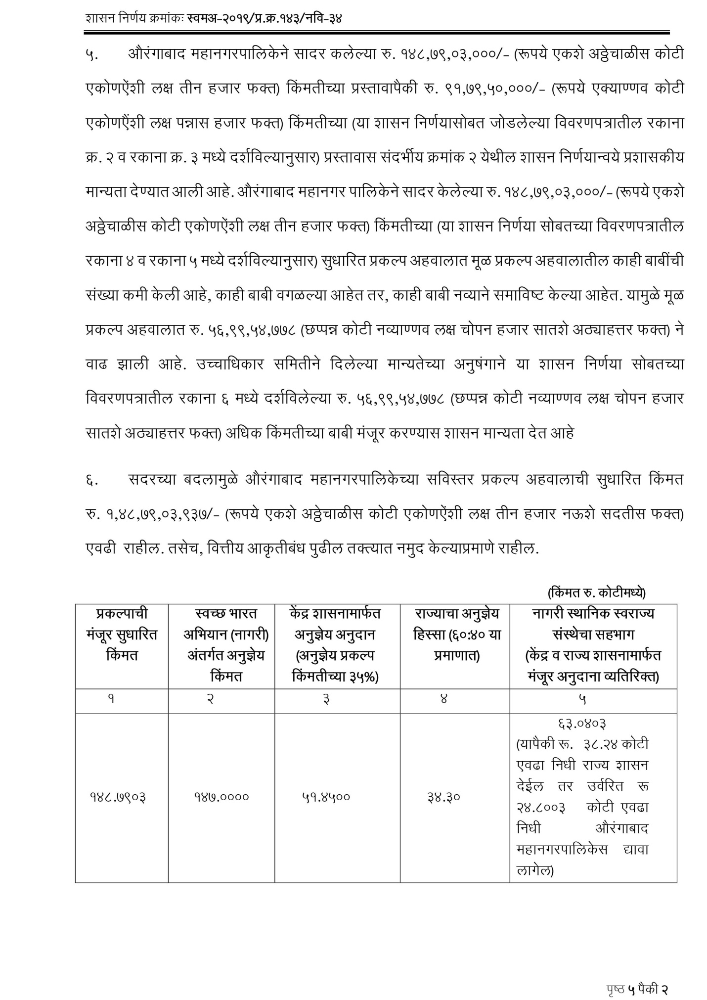 शासन निर्णय क्रमांकः स्वमअ-२०१९/प्र.क्र.१४३/नवि-३४
५. औरंगाबाद महानगरपालिकेने सादर कलेल्या रु. १४८,७९,०३,०००/- (रूपये एकशे अठ्ठेचाळीस कोटी
एकोणऐंशी लक्ष तीन हजार फक्त) किंमतीच्या प्रस्तावापैकी रु. ९१,७९,५०,०००/- (रूपये एक्याण्णव कोटी
एकोणऐंशी लक्ष पन्नास हजार फक्त) किंमतीच्या (या शासन निर्णयासोबत जोडलेल्या विवरणपत्रातील रकाना
क्र. २ व रकाना क्र. ३ मध्ये दर्शविल्यानुसार) प्रस्तावास संदर्भीय क्रमांक २ येथील शासन निर्णयान्वये प्रशासकीय
मान्यता देण्यात आली आहे. औरंगाबाद महानगर पालिकेने सादर केलेल्या रु. १४८,७९,०३,०००/- (रूपये एकशे
अठ्ठेचाळीस कोटी एकोणऐंशी लक्ष तीन हजार फक्त) किंमतीच्या (या शासन निर्णया सोबतच्या विवरणपत्रातील
रकाना ४ व रकाना ५ मध्ये दर्शविल्यानुसार) सुधारित प्रकल्प अहवालात मूळ प्रकल्प अहवालातील काही बाबींची
संख्या कमी केली आहे, काही बाबी वगळल्या आहेत तर, काही बाबी नव्याने समाविष्ट केल्या आहेत. यामुळे मूळ
प्रकल्प अहवालात रु. ५६,९९,५४,७७८ (छप्पन्न कोटी नव्याण्णव लक्ष चोपन हजार सातशे अठ्याहत्तर फक्त) ने
वाढ झाली आहे. उच्चाधिकार समितीने दिलेल्या मान्यतेच्या अनुषंगाने या शासन निर्णया सोबतच्या
विवरणपत्रातील रकाना ६ मध्ये दर्शविलेल्या रु. ५६,९९,५४,७७८ (छप्पन्न कोटी नव्याण्णव लक्ष चोपन हजार
सातशे अठ्याहत्तर फक्त) अधिक किंमतीच्या बाबी मंजूर करण्यास शासन मान्यता देत आहे
६. सदरच्या बदलामुळे औरंगाबाद महानगरपालिकेच्या सविस्तर प्रकल्प अहवालाची सुधारित किंमत
रु. १,४८,७९,०३,९३७/- (रूपये एकशे अठ्ठेचाळीस कोटी एकोणऐंशी लक्ष तीन हजार नऊशे सदतीस फक्त)
एवढी राहील. तसेच, वित्तीय आकृतीबंध पुढील तक्त्यात नमुद केल्याप्रमाणे राहील.
(किंमत रु. कोटीमध्ये)
प्रकल्पाची
मंजूर सुधारित
किंमत
स्वच्छ भारत
अभियान (नागरी)
अंतर्गत अनुज्ञेय
किंमत
केंद्र शासनामार्फत
अनुज्ञेय अनुदान
(अनुज्ञेय प्रकल्प
किंमतीच्या ३५%)
राज्याचा अनुज्ञेय
हिस्सा (६०:४० या
प्रमाणात)
नागरी स्थानिक स्वराज्य
संस्थेचा सहभाग
(केंद्र व राज्य शासनामार्फत
मंजूर अनुदाना व्यतिरिक्त)
१ २ ३ ४ ५
१४८.७९०३
१४७.००००
५१.४५००
३४.३०
६३.०४०३
(यापैकी रू. ३८.२४ कोटी
एवढा निधी राज्य शासन
देईल तर उर्वरित रू
२४.८००३ कोटी एवढा
निधी औरंगाबाद
महानगरपालिकेस द्यावा
लागेल)
पृष्ठ ५ पैकी २